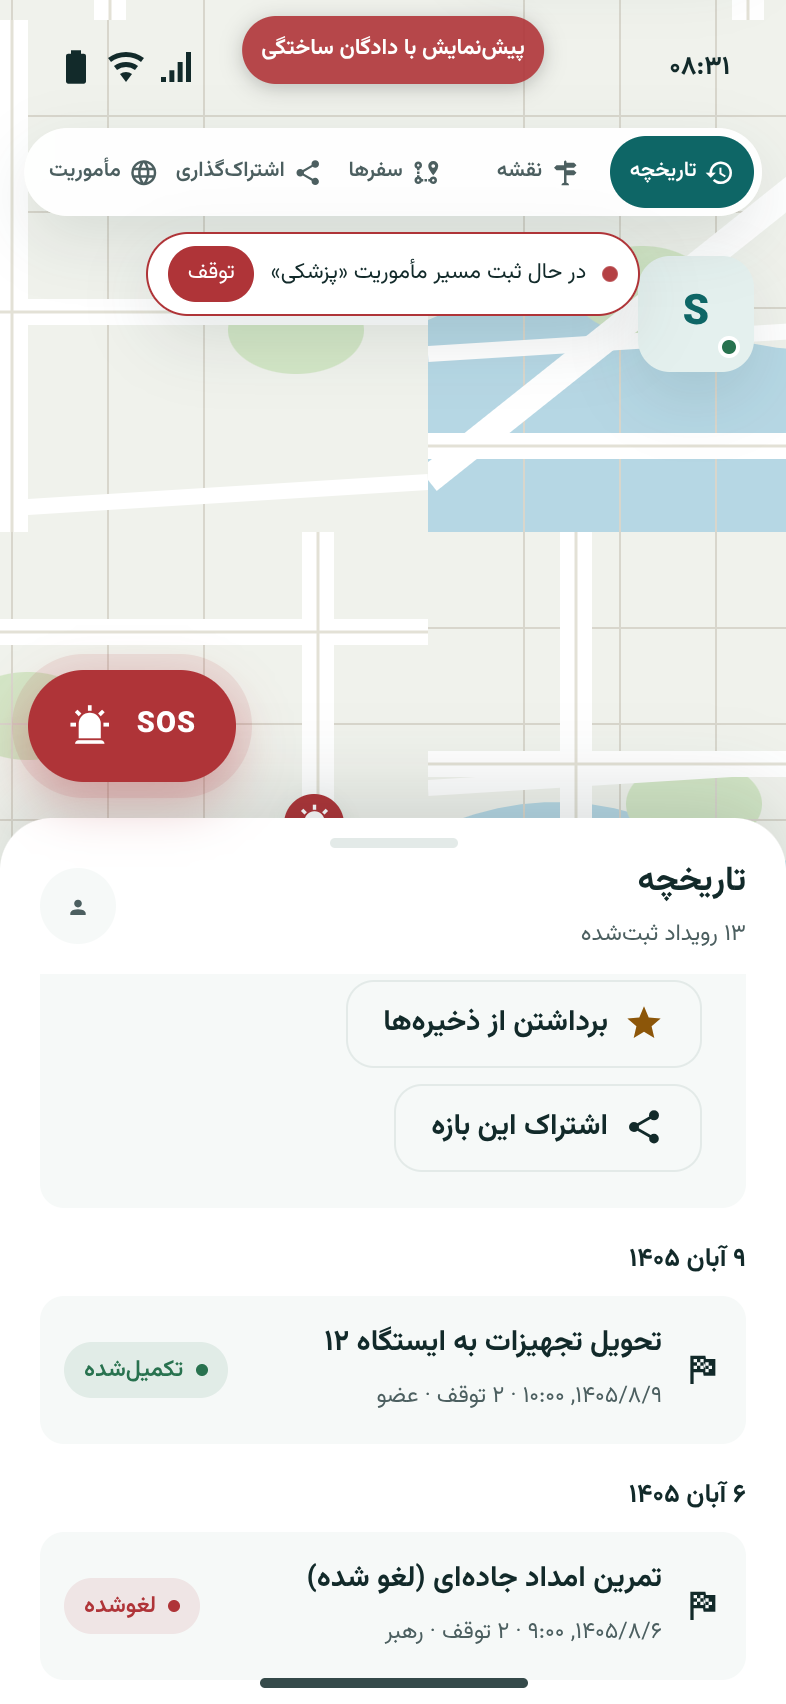 ۰۸:۳۱
پیش‌نمایش با دادگان ساختگی
تاریخچه
نقشه
سفرها
اشتراک‌گذاری
مأموریت
در حال ثبت مسیر مأموریت «پزشکی»
توقف
S
SOS
تاریخچه
۱۳ رویداد ثبت‌شده
برداشتن از ذخیره‌ها
اشتراک این بازه
۹ آبان ۱۴۰۵
تحویل تجهیزات به ایستگاه ۱۲
۱۴۰۵/۸/۹, ۱۰:۰۰ · ۲ توقف · عضو
تکمیل‌شده
۶ آبان ۱۴۰۵
تمرین امداد جاده‌ای (لغو شده)
۱۴۰۵/۸/۶, ۹:۰۰ · ۲ توقف · رهبر
لغوشده